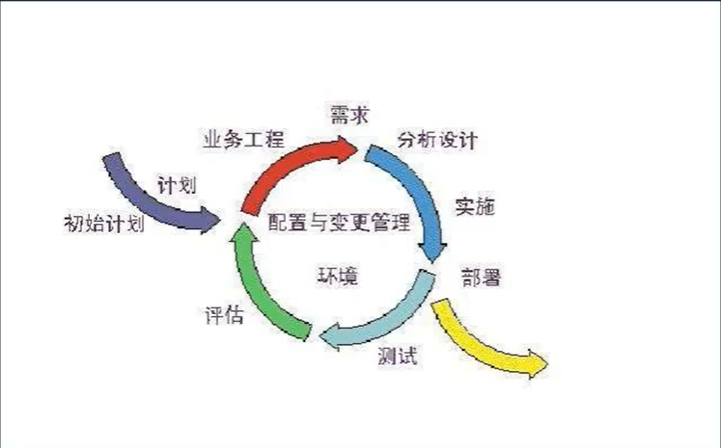 需求
业务工程
分析设计
计划
实施
初始计划
配置与变更管理
环境
部署
评估
测试